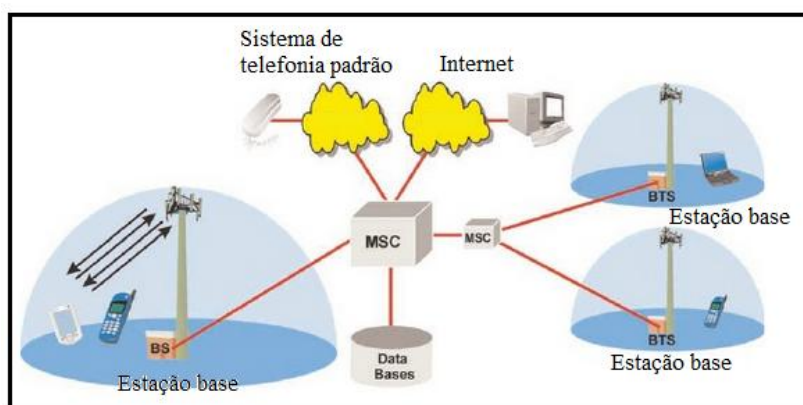 Sistema de
telefonia padrão
Internet
BTS
Estação base
MSC
MSC
BS
Estação base
Data
Bases
BTS
Estação base